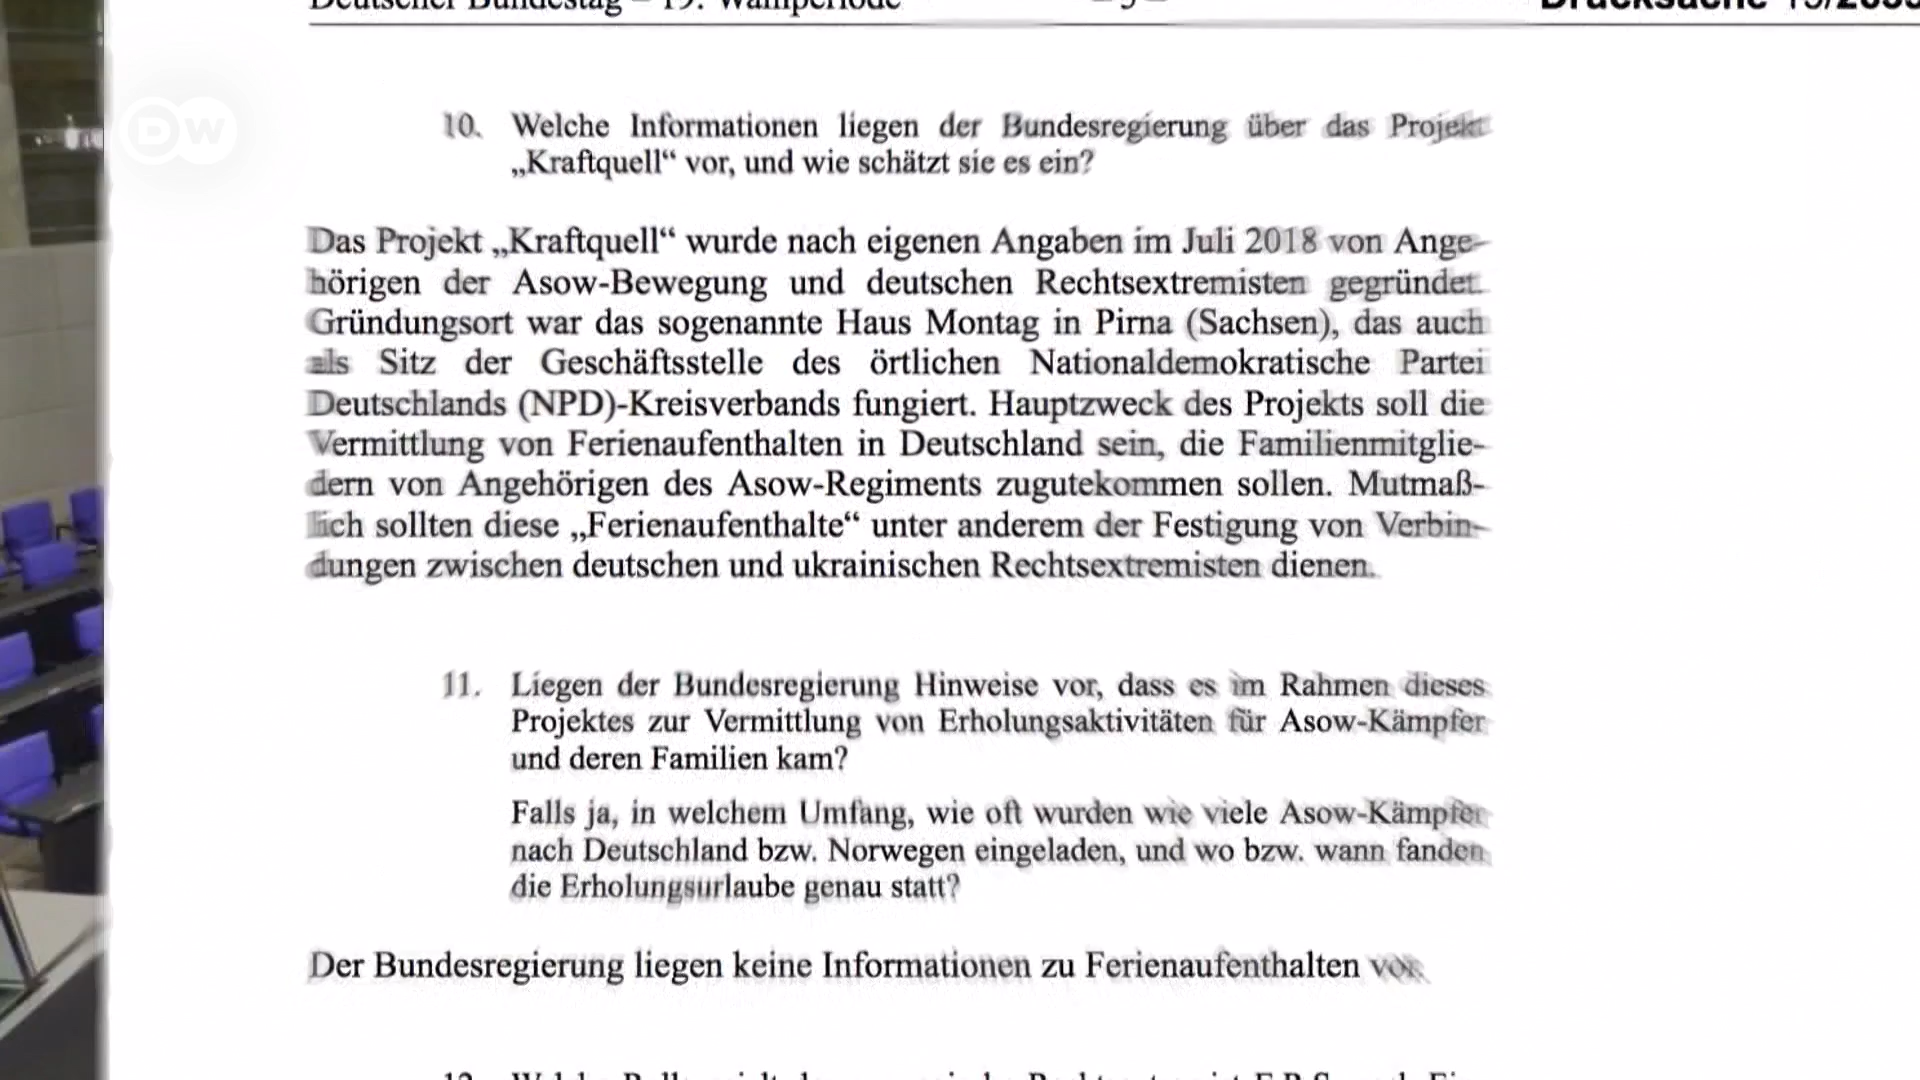 Deutscher Bundestag – 19. Wahlperiode
– 5 –
Drucksache 19/
DW
10. Welche Informationen liegen der Bundesregierung über das Projekt
„Kraftquell“ vor, und wie schätzt sie es ein?
Das Projekt „Kraftquell“ wurde nach eigenen Angaben im Juli 2018 von Ange-
hörigen der Asow-Bewegung und deutschen Rechtsextremisten gegründet.
Gründungsort war das sogenannte Haus Montag in Pirna (Sachsen), das auch
als Sitz der Geschäftsstelle des örtlichen Nationaldemokratische Partei
Deutschlands (NPD)-Kreisverbands fungiert. Hauptzweck des Projekts soll die
Vermittlung von Ferienaufenthalten in Deutschland sein, die Familienmitglie-
dern von Angehörigen des Asow-Regiments zugutekommen sollen. Mutmaß-
lich sollten diese „Ferienaufenthalte“ unter anderem der Festigung von Verbin-
dungen zwischen deutschen und ukrainischen Rechtsextremisten dienen.
11. Liegen der Bundesregierung Hinweise vor, dass es im Rahmen dieses
Projektes zur Vermittlung von Erholungsaktivitäten für Asow-Kämpfer
und deren Familien kam?
Falls ja, in welchem Umfang, wie oft wurden wie viele Asow-Kämpfer
nach Deutschland bzw. Norwegen eingeladen, und wo bzw. wann fanden
die Erholungsurlaube genau statt?
Der Bundesregierung liegen keine Informationen zu Ferienaufenthalten vor.